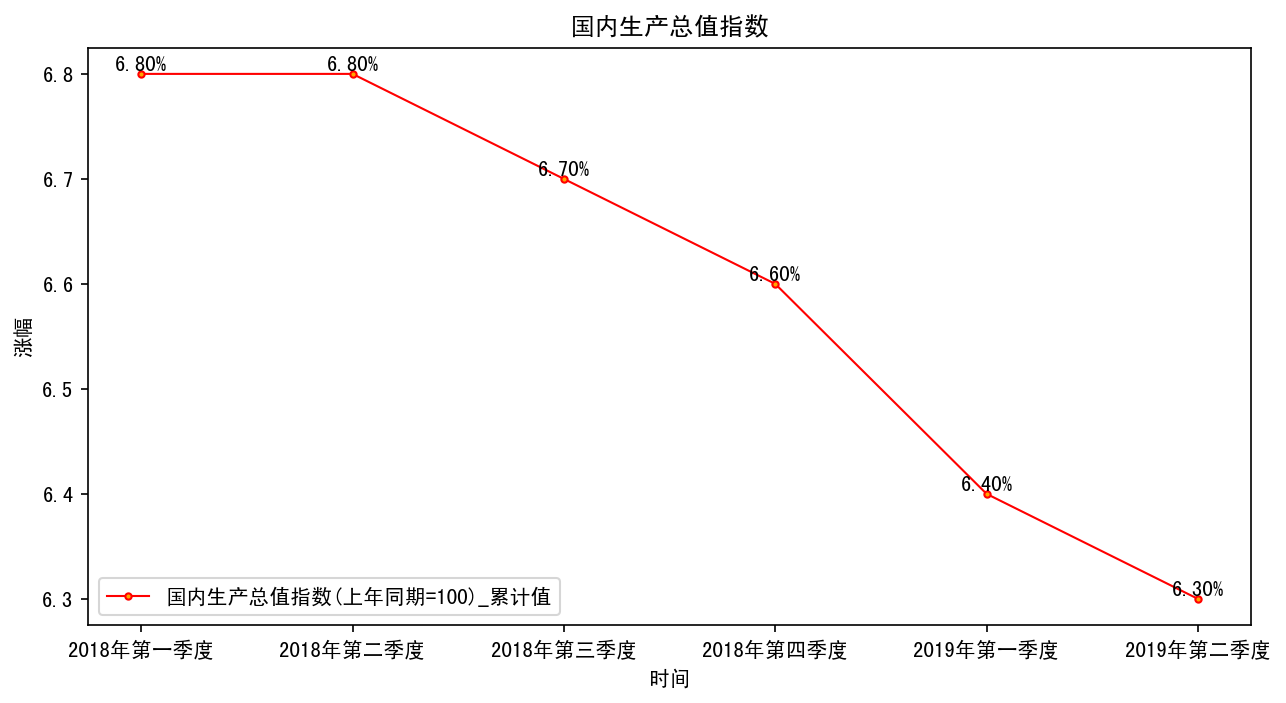 国内生产总值指数
6.80%
6.80%
6.70%
6.60%
6.40%
6.30%
6.8
6.7
6.6
6.5
6.4
6.3
涨幅
国内生产总值指数(上年同期=100)_累计值
2018年第一季度
2018年第二季度
2018年第三季度
2018年第四季度
2019年第一季度
2019年第二季度
时间